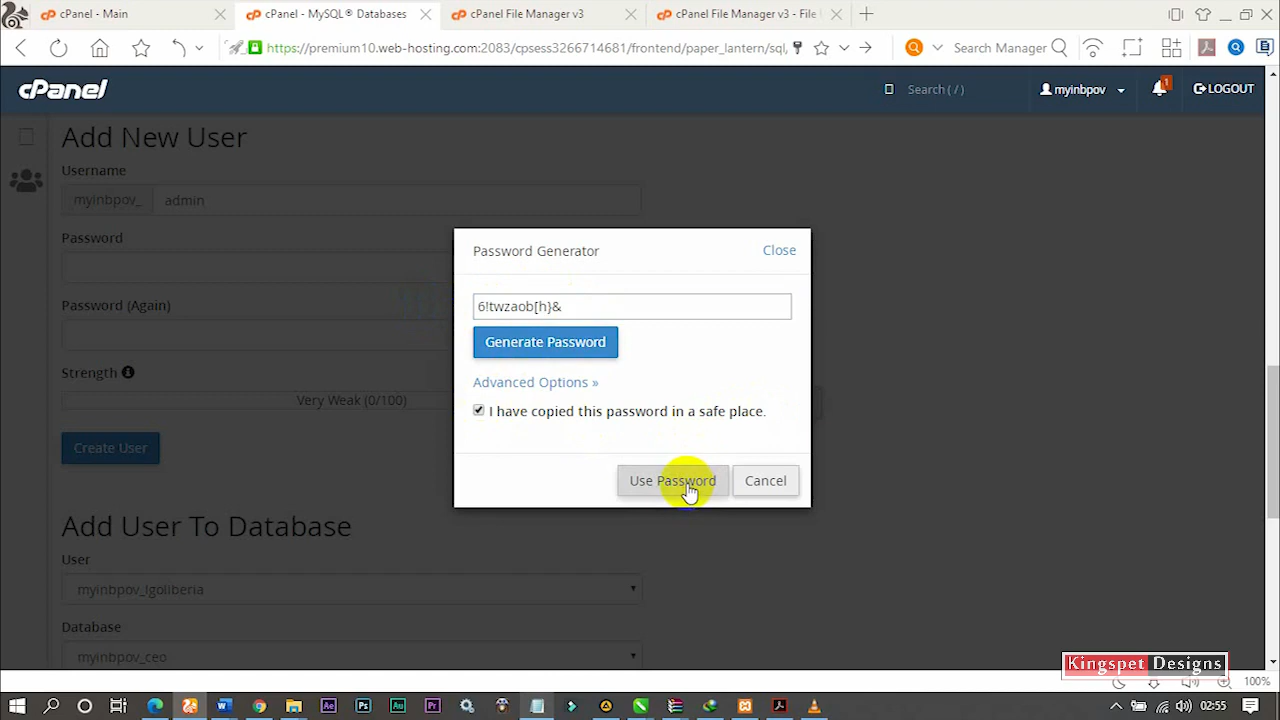 cPanel - Main
cPanel - MySQL® Databases
cPanel File Manager v3
cPanel File Manager v3 - File
https://premium10.web-hosting.com:2083/cpsess3266714681/frontend/paper_lantern/sql/
Search Manager
cPanel
Search ( / )
myinbpov
1
LOGOUT
Add New User
Username
myinbpov_
admin
Password
Password (Again)
Strength
Very Weak (0/100)
Create User
Password Generator
Close
6!twzaob[h}&
Generate Password
Advanced Options »
I have copied this password in a safe place.
Use Password
Cancel
Add User To Database
User
myinbpov_lgoliberia
Database
myinbpov_ceo
Kingspet Designs
100%
02:55